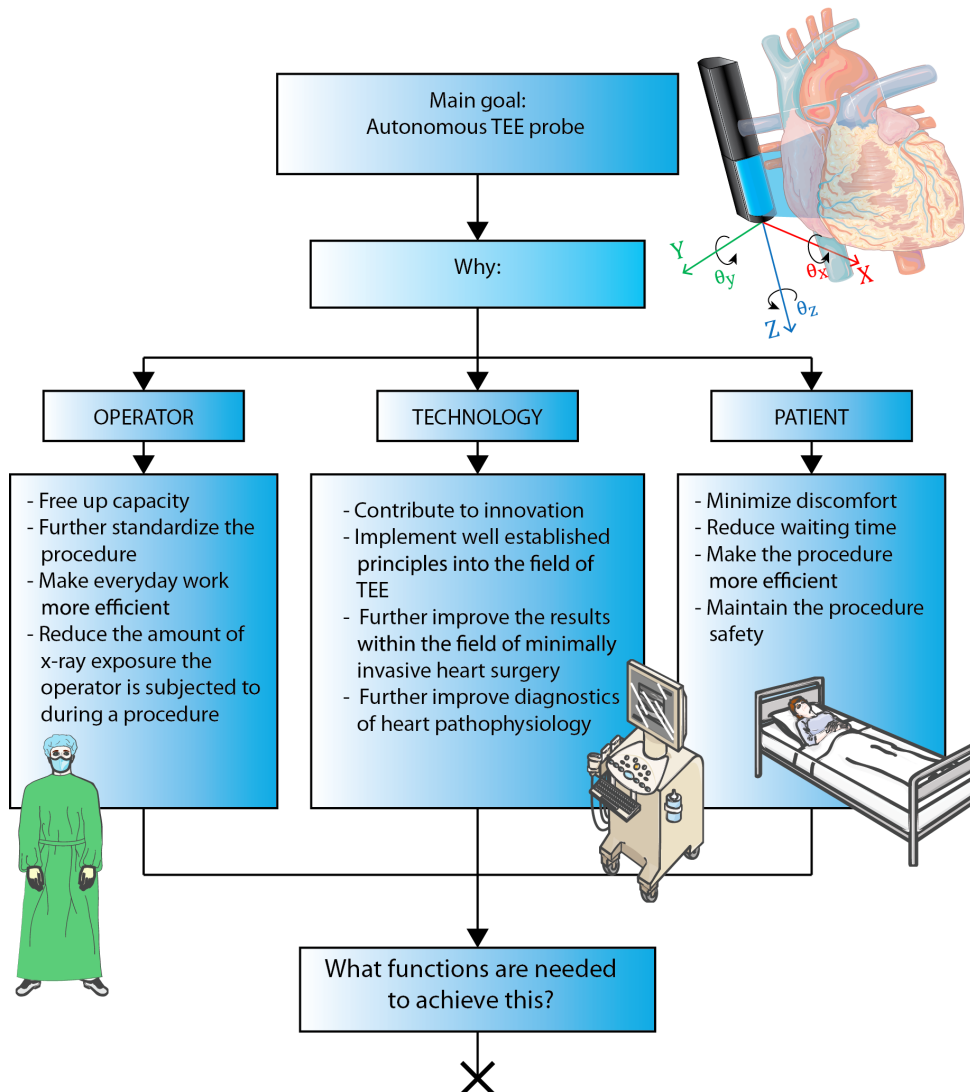 Main goal:
Autonomous TEE probe
Y
θy
θx
X
Z
θz
Why:
OPERATOR
TECHNOLOGY
PATIENT
- Free up capacity
- Further standardize the
procedure
- Make everyday work
more efficient
- Reduce the amount of
x-ray exposure the
operator is subjected to
during a procedure
- Contribute to innovation
- Implement well established
principles into the field of
TEE
- Further improve the results
within the field of minimally
invasive heart surgery
- Further improve diagnostics
of heart pathophysiology
- Minimize discomfort
- Reduce waiting time
- Make the procedure
more efficient
- Maintain the procedure
safety
What functions are needed
to achieve this?